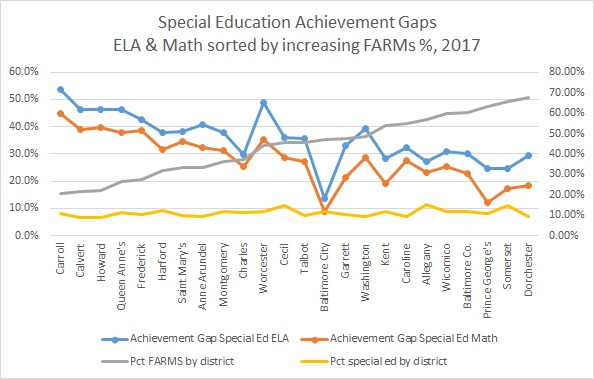 Special Education Achievement Gaps
ELA & Math sorted by increasing FARMs %, 2017
60.0%
50.0%
40.0%
30.0%
20.0%
10.0%
0.0%
80.00%
70.00%
60.00%
50.00%
40.00%
30.00%
20.00%
10.00%
0.00%
Carroll
Calvert
Howard
Queen Anne's
Frederick
Harford
Saint Mary's
Anne Arundel
Montgomery
Charles
Worcester
Cecil
Talbot
Baltimore City
Garrett
Washington
Kent
Caroline
Allegany
Wicomico
Baltimore Co.
Prince George's
Somerset
Dorchester
Achievement Gap Special Ed ELA
Achievement Gap Special Ed Math
Pct FARMS by district
Pct special ed by district